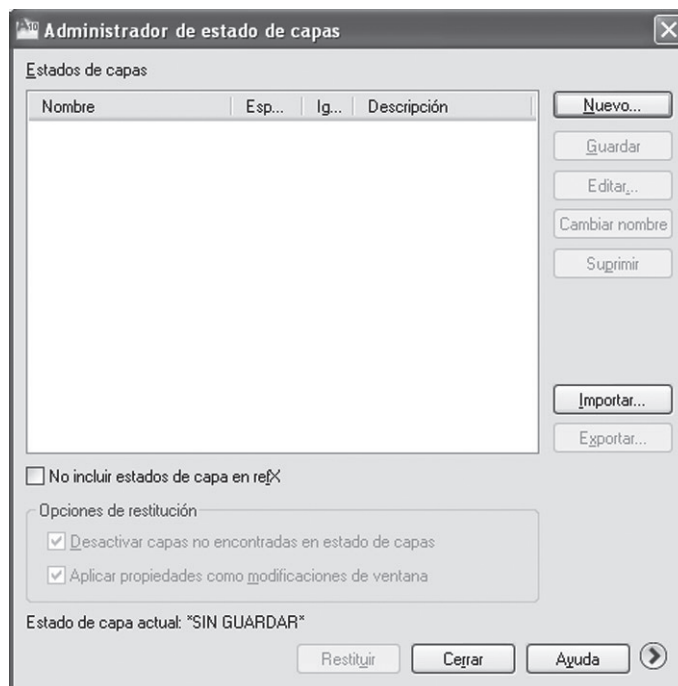 Administrador de estado de capas
Estados de capas
Nombre Esp... Ig... Descripción
Nuevo...
Guardar
Editar...
Cambiar nombre
Suprimir
Importar...
Exportar...
No incluir estados de capa en refX
Opciones de restitución
Desactivar capas no encontradas en estado de capas
Aplicar propiedades como modificaciones de ventana
Estado de capa actual: *SIN GUARDAR*
Restituir Cerrar Ayuda